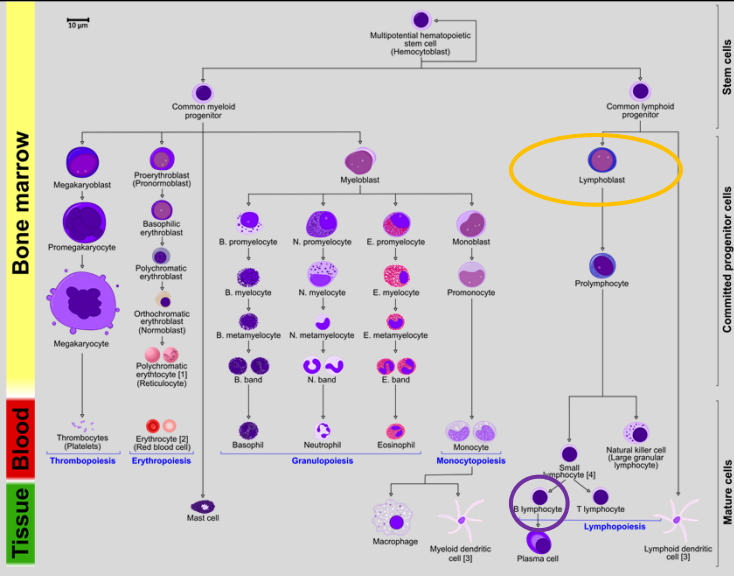 10 µm
Multipotential hematopoietic
stem cell
(Hemocytoblast)
Common myeloid
progenitor
Common lymphoid
progenitor
Stem cells
Bone marrow
Megakaryoblast
Proerythroblast
(Pronormoblast)
Myeloblast
Lymphoblast
Promegakaryocyte
Basophilic
erythroblast
B. promyelocyte
N. promyelocyte
E. promyelocyte
Monoblast
Polychromatic
erythroblast
B. myelocyte
N. myelocyte
E. myelocyte
Promonocyte
Prolymphocyte
Committed progenitor cells
Megakaryocyte
Orthochromatic
erythroblast
(Normoblast)
B. metamyelocyte
N. metamyelocyte
E. metamyelocyte
Polychromatic
erythtocyte [1]
(Reticulocyte)
B. band
N. band
E. band
Blood
Thrombocytes
(Platelets)
Erythrocyte [2]
(Red blood cell)
Basophil
Neutrophil
Eosinophil
Monocyte
Natural killer cell
(Large granular
lymphocyte)
Small
lymphocyte [4]
Thrombopoiesis
Erythropoiesis
Granulopoiesis
Monocytopoiesis
Mature cells
Tissue
B lymphocyte
T lymphocyte
Mast cell
Lymphopoiesis
Macrophage
Myeloid dendritic
cell [3]
Plasma cell
Lymphoid dendritic
cell [3]